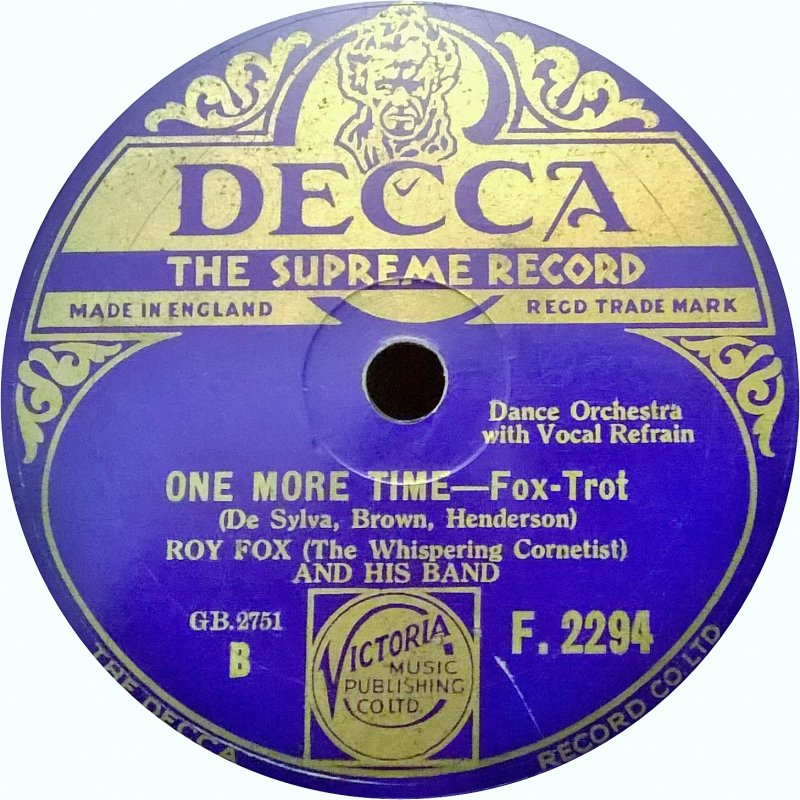 DECCA
THE SUPREME RECORD
MADE IN ENGLAND
REGD TRADE MARK
Dance Orchestra
with Vocal Refrain
ONE MORE TIME—Fox-Trot
(De Sylva, Brown, Henderson)
ROY FOX (The Whispering Cornetist)
AND HIS BAND
GB.2751
B
F. 2294
VICTORIA
MUSIC
PUBLISHING
CO LTD.
THE DECCA
RECORD CO LTD